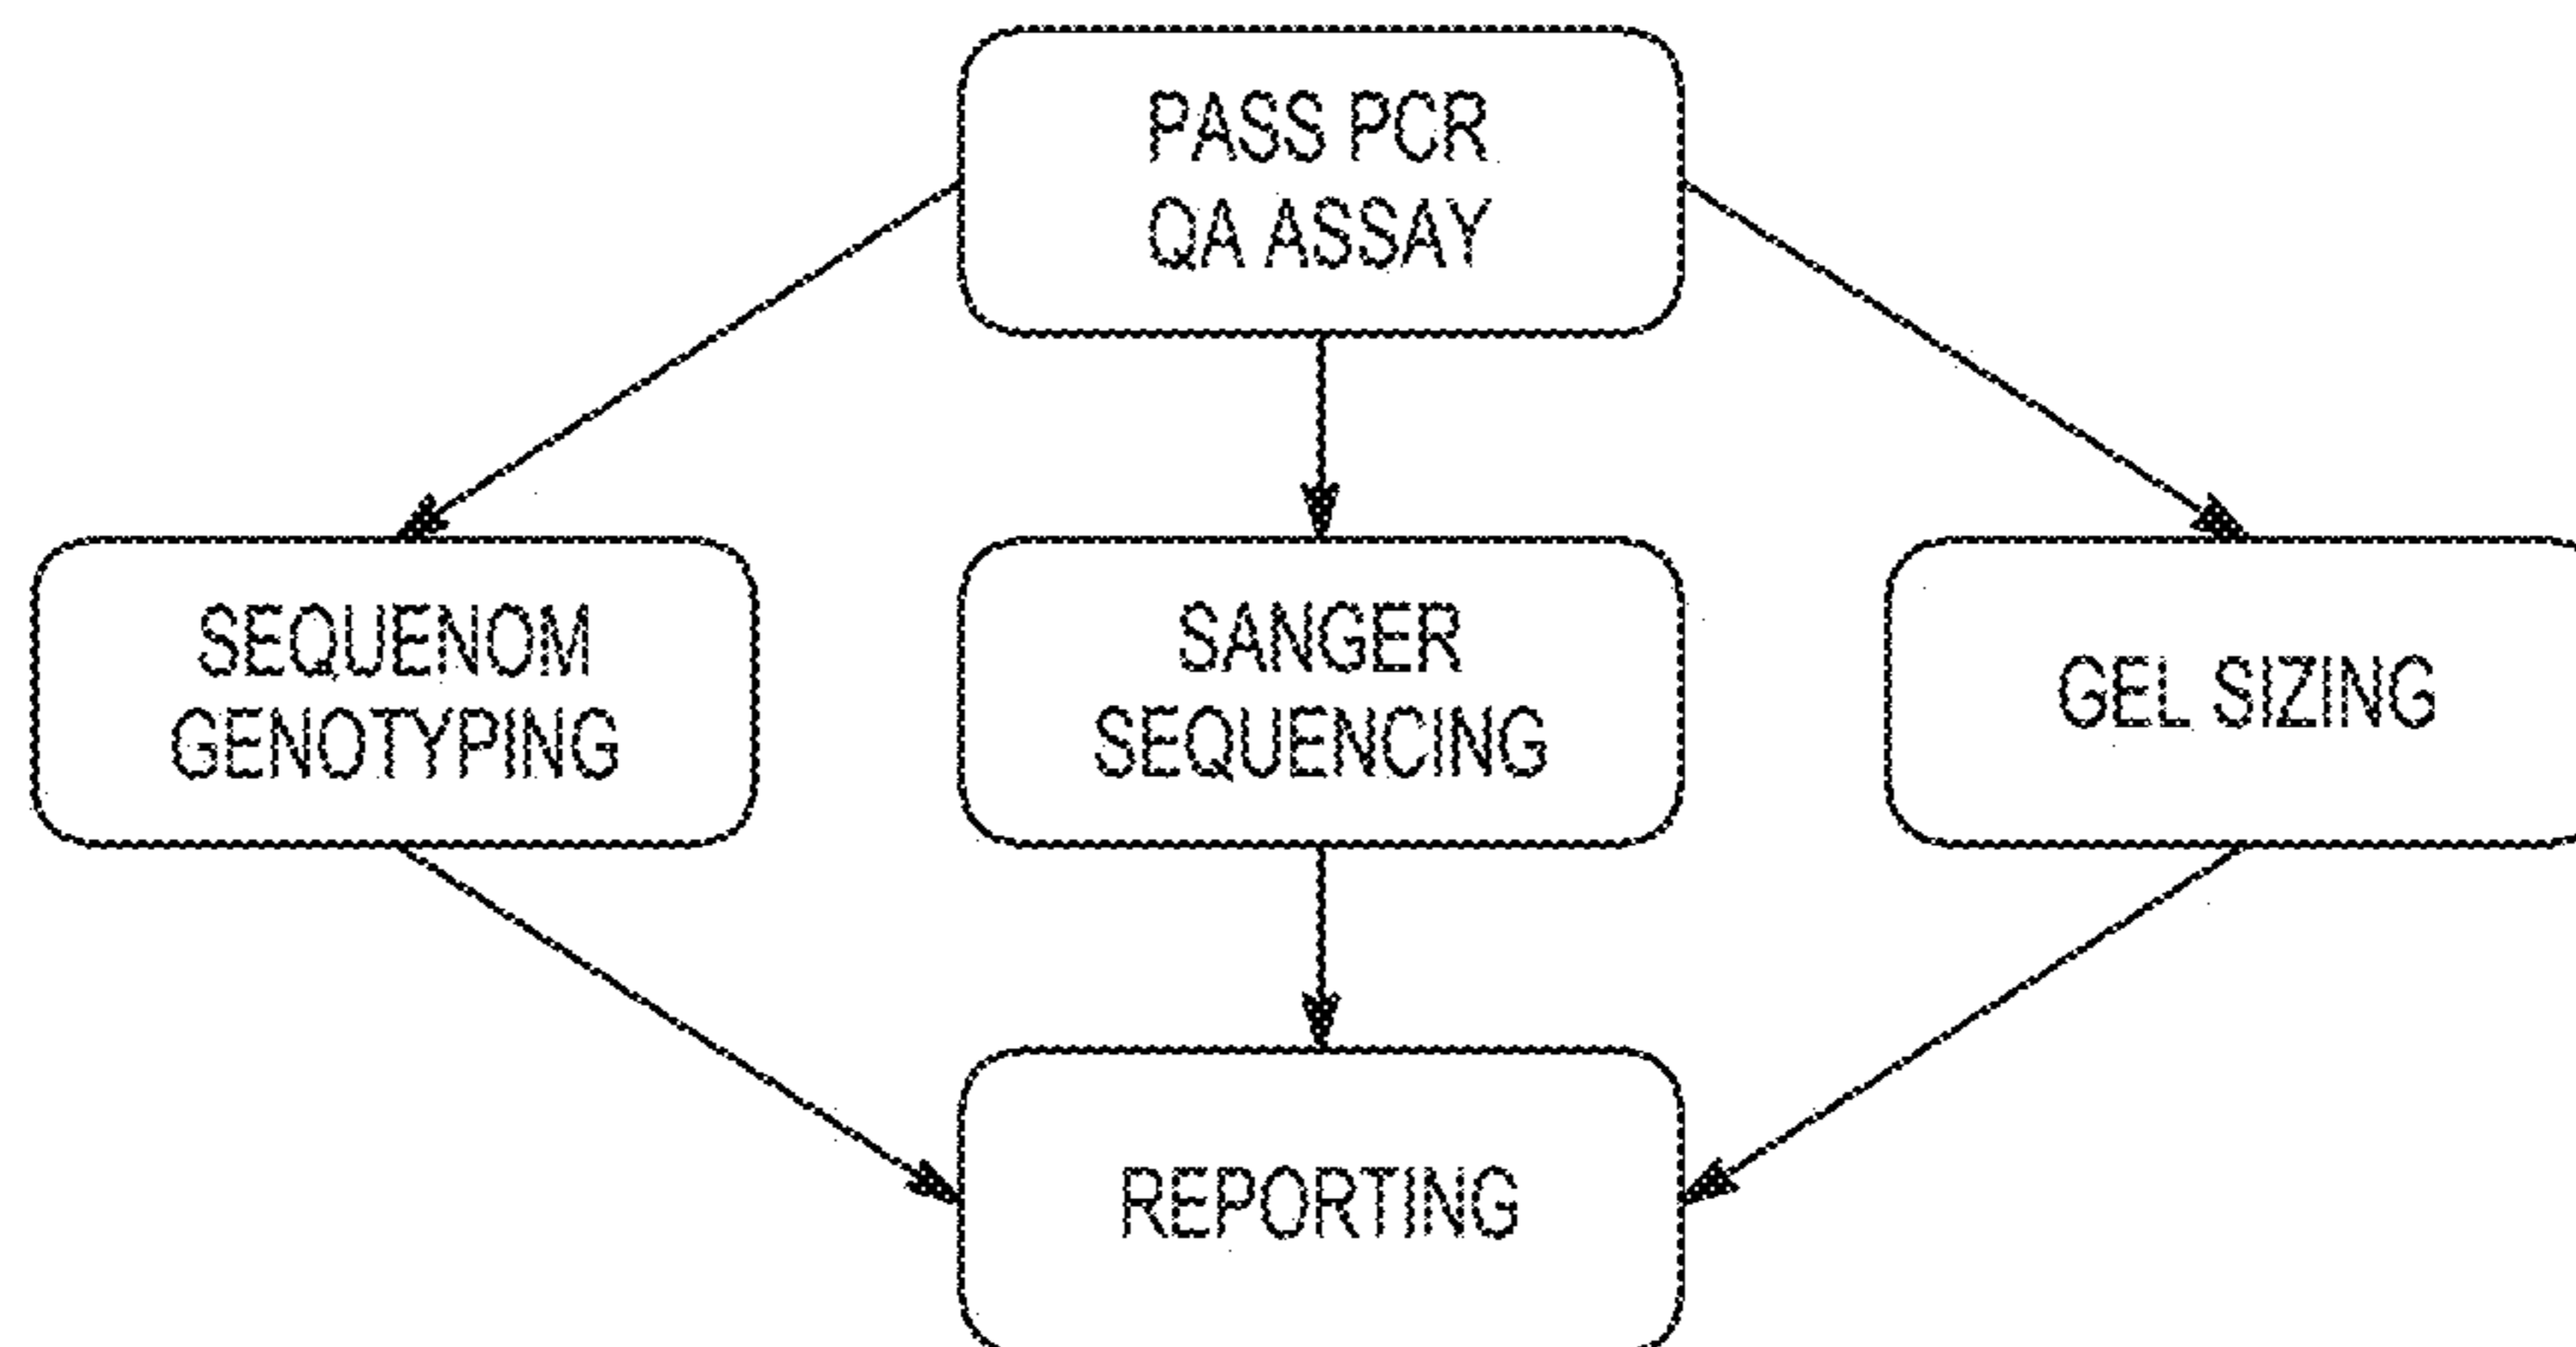 PASS PCR
QA ASSAY
SEQUENOM
GENOTYPING
SANGER
SEQUENCING
GEL SIZING
REPORTING